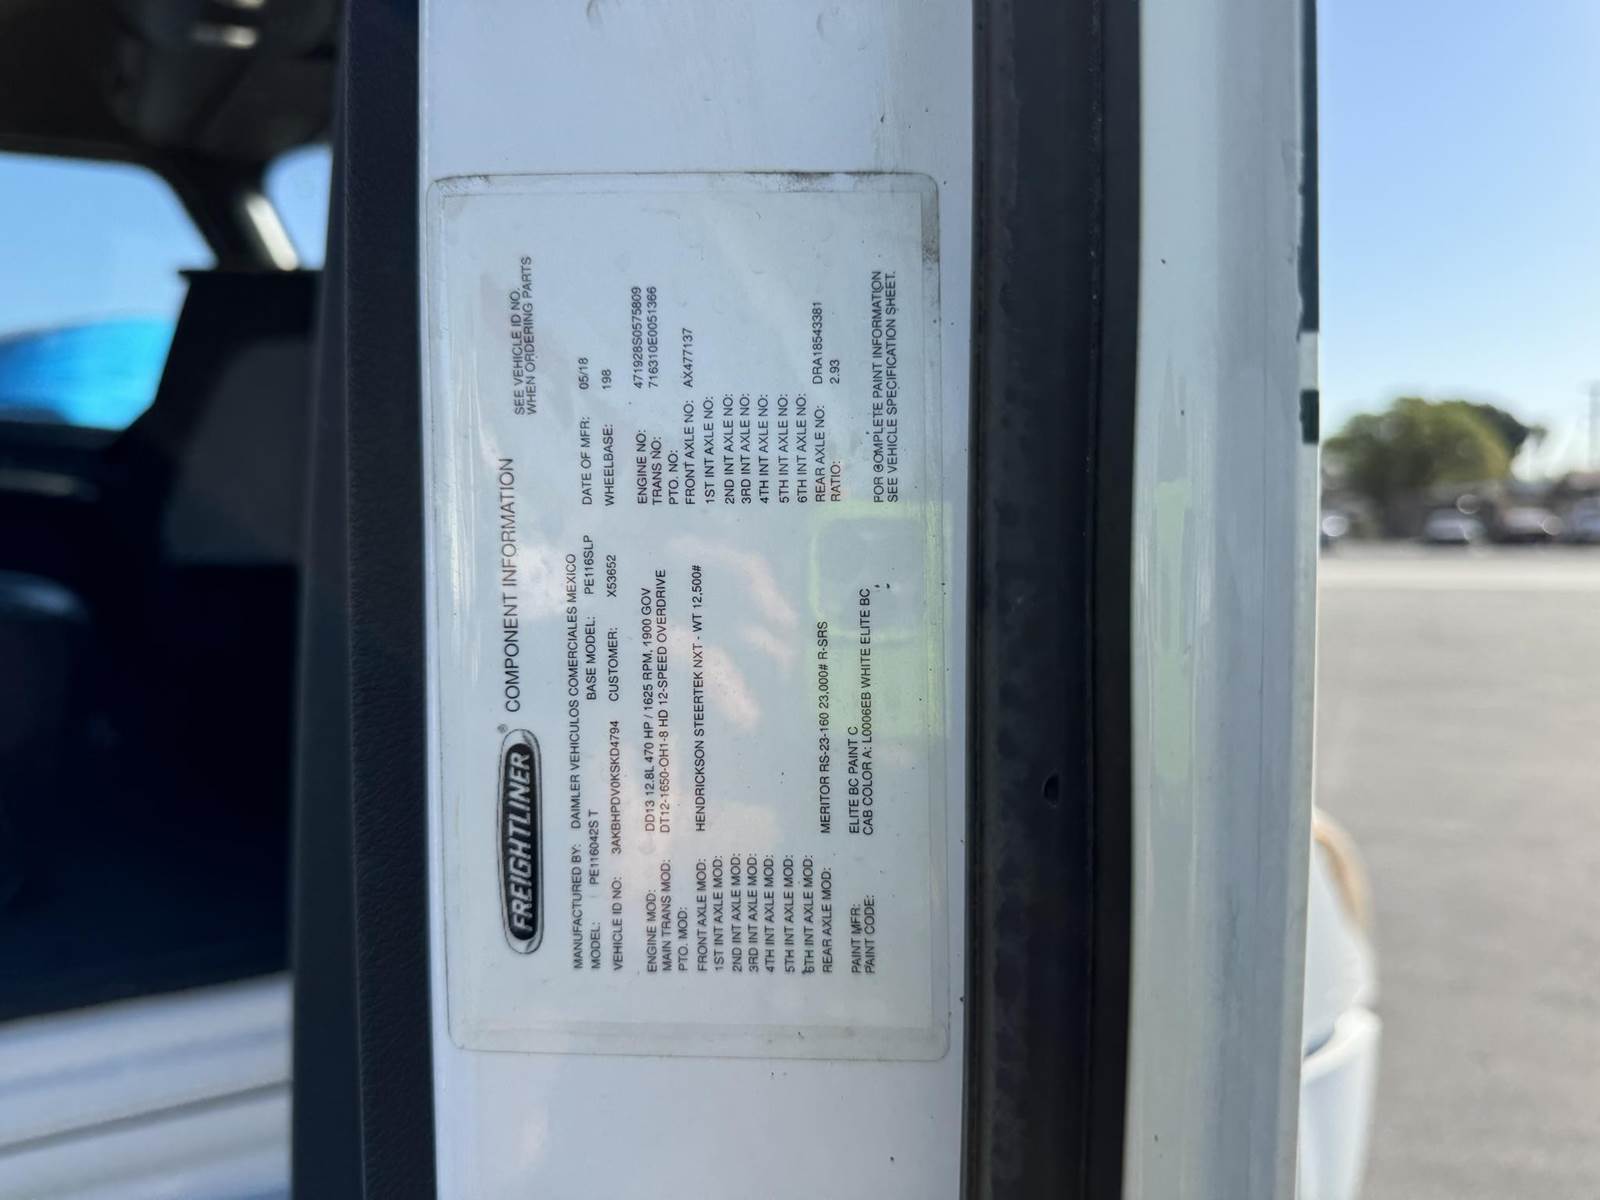 FREIGHTLINER® COMPONENT INFORMATION SEE VEHICLE ID NO.
WHEN ORDERING PARTS
MANUFACTURED BY: DAIMLER VEHICULOS COMERCIALES MEXICO
MODEL: PE116042S T BASE MODEL: PE116SLP DATE OF MFR: 05/18
VEHICLE ID NO: 3AKBHPDV0KSKD4794 CUSTOMER: X53652 WHEELBASE: 198
ENGINE MOD: DD13 12.8L 470 HP / 1625 RPM, 1900 GOV ENGINE NO: 471928S0575809
MAIN TRANS MOD: DT12-1650-OH1-8 HD 12-SPEED OVERDRIVE TRANS NO: 716310E0051366
PTO. MOD: PTO. NO:
FRONT AXLE MOD: HENDRICKSON STEERTEK NXT - WT 12,500# FRONT AXLE NO: AX477137
1ST INT AXLE MOD: 1ST INT AXLE NO:
2ND INT AXLE MOD: 2ND INT AXLE NO:
3RD INT AXLE MOD: 3RD INT AXLE NO:
4TH INT AXLE MOD: 4TH INT AXLE NO:
5TH INT AXLE MOD: 5TH INT AXLE NO:
6TH INT AXLE MOD: 6TH INT AXLE NO:
REAR AXLE MOD: MERITOR RS-23-160 23,000# R-SRS REAR AXLE NO: DRA18543381
RATIO: 2.93
PAINT MFR: ELITE BC PAINT C FOR COMPLETE PAINT INFORMATION
PAINT CODE: CAB COLOR A: L0006EB WHITE ELITE BC SEE VEHICLE SPECIFICATION SHEET.